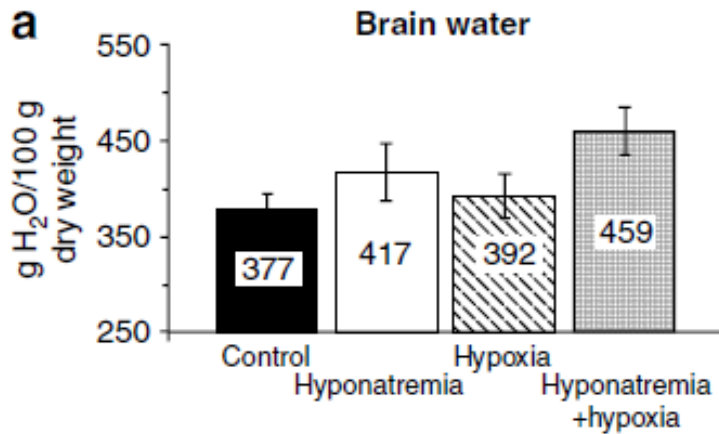 a
Brain water
g H₂O/100 g
dry weight
550
450
350
250
377
417
392
459
Control
Hyponatremia
Hypoxia
Hyponatremia
+hypoxia